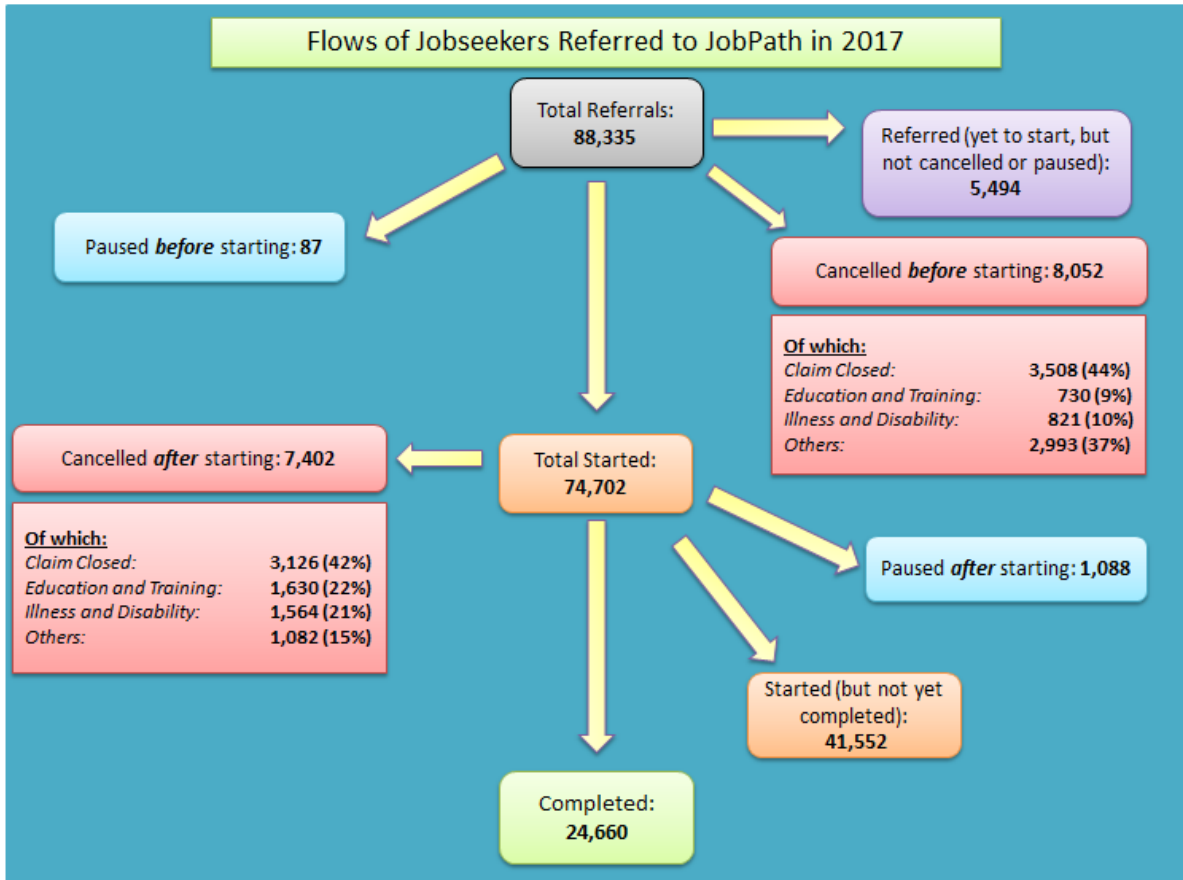 Flows of Jobseekers Referred to JobPath in 2017
Total Referrals:
88,335
Referred (yet to start, but
not cancelled or paused):
5,494
Paused before starting: 87
Cancelled before starting: 8,052
Of which:
Claim Closed: 3,508 (44%)
Education and Training: 730 (9%)
Illness and Disability: 821 (10%)
Others: 2,993 (37%)
Cancelled after starting: 7,402
Of which:
Claim Closed: 3,126 (42%)
Education and Training: 1,630 (22%)
Illness and Disability: 1,564 (21%)
Others: 1,082 (15%)
Total Started:
74,702
Paused after starting: 1,088
Started (but not yet
completed):
41,552
Completed:
24,660